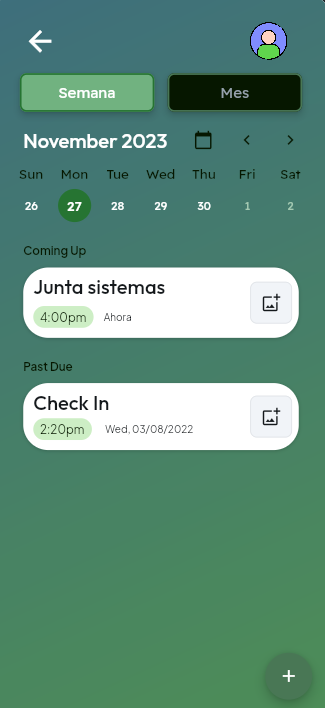 Semana Mes
November 2023
Sun Mon Tue Wed Thu Fri Sat
26 27 28 29 30 1 2
Coming Up
Junta sistemas
4:00pm Ahora
Past Due
Check In
2:20pm Wed, 03/08/2022
+